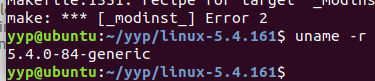 Makefile:1331: recipe for target '_modinst_'
make: *** [_modinst_] Error 2
yyp@ubuntu:~/yyp/linux-5.4.161$ uname -r
5.4.0-84-generic
yyp@ubuntu:~/yyp/linux-5.4.161$